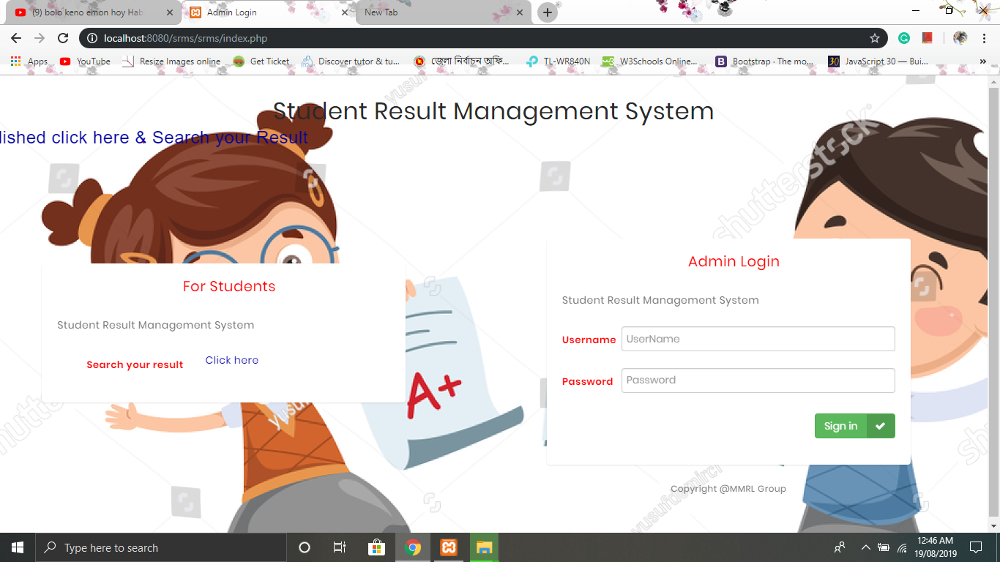 (9) bolo keno emon hoy Hab
Admin Login
New Tab
localhost:8080/srms/srms/index.php
Apps
YouTube
Resize Images online
Get Ticket
Discover tutor & tu...
জেলা নির্বাচন অফি...
TL-WR840N
W3Schools Online...
Bootstrap · The mo...
30 JavaScript 30 — Bui...
»
Student Result Management System
lished click here & Search your Result
For Students
Student Result Management System
Search your result Click here
A+
Admin Login
Student Result Management System
Username UserName
Password Password
Sign in
Copyright @MMRL Group
shutterstock
yusufdemirci
Type here to search
12:46 AM
19/08/2019